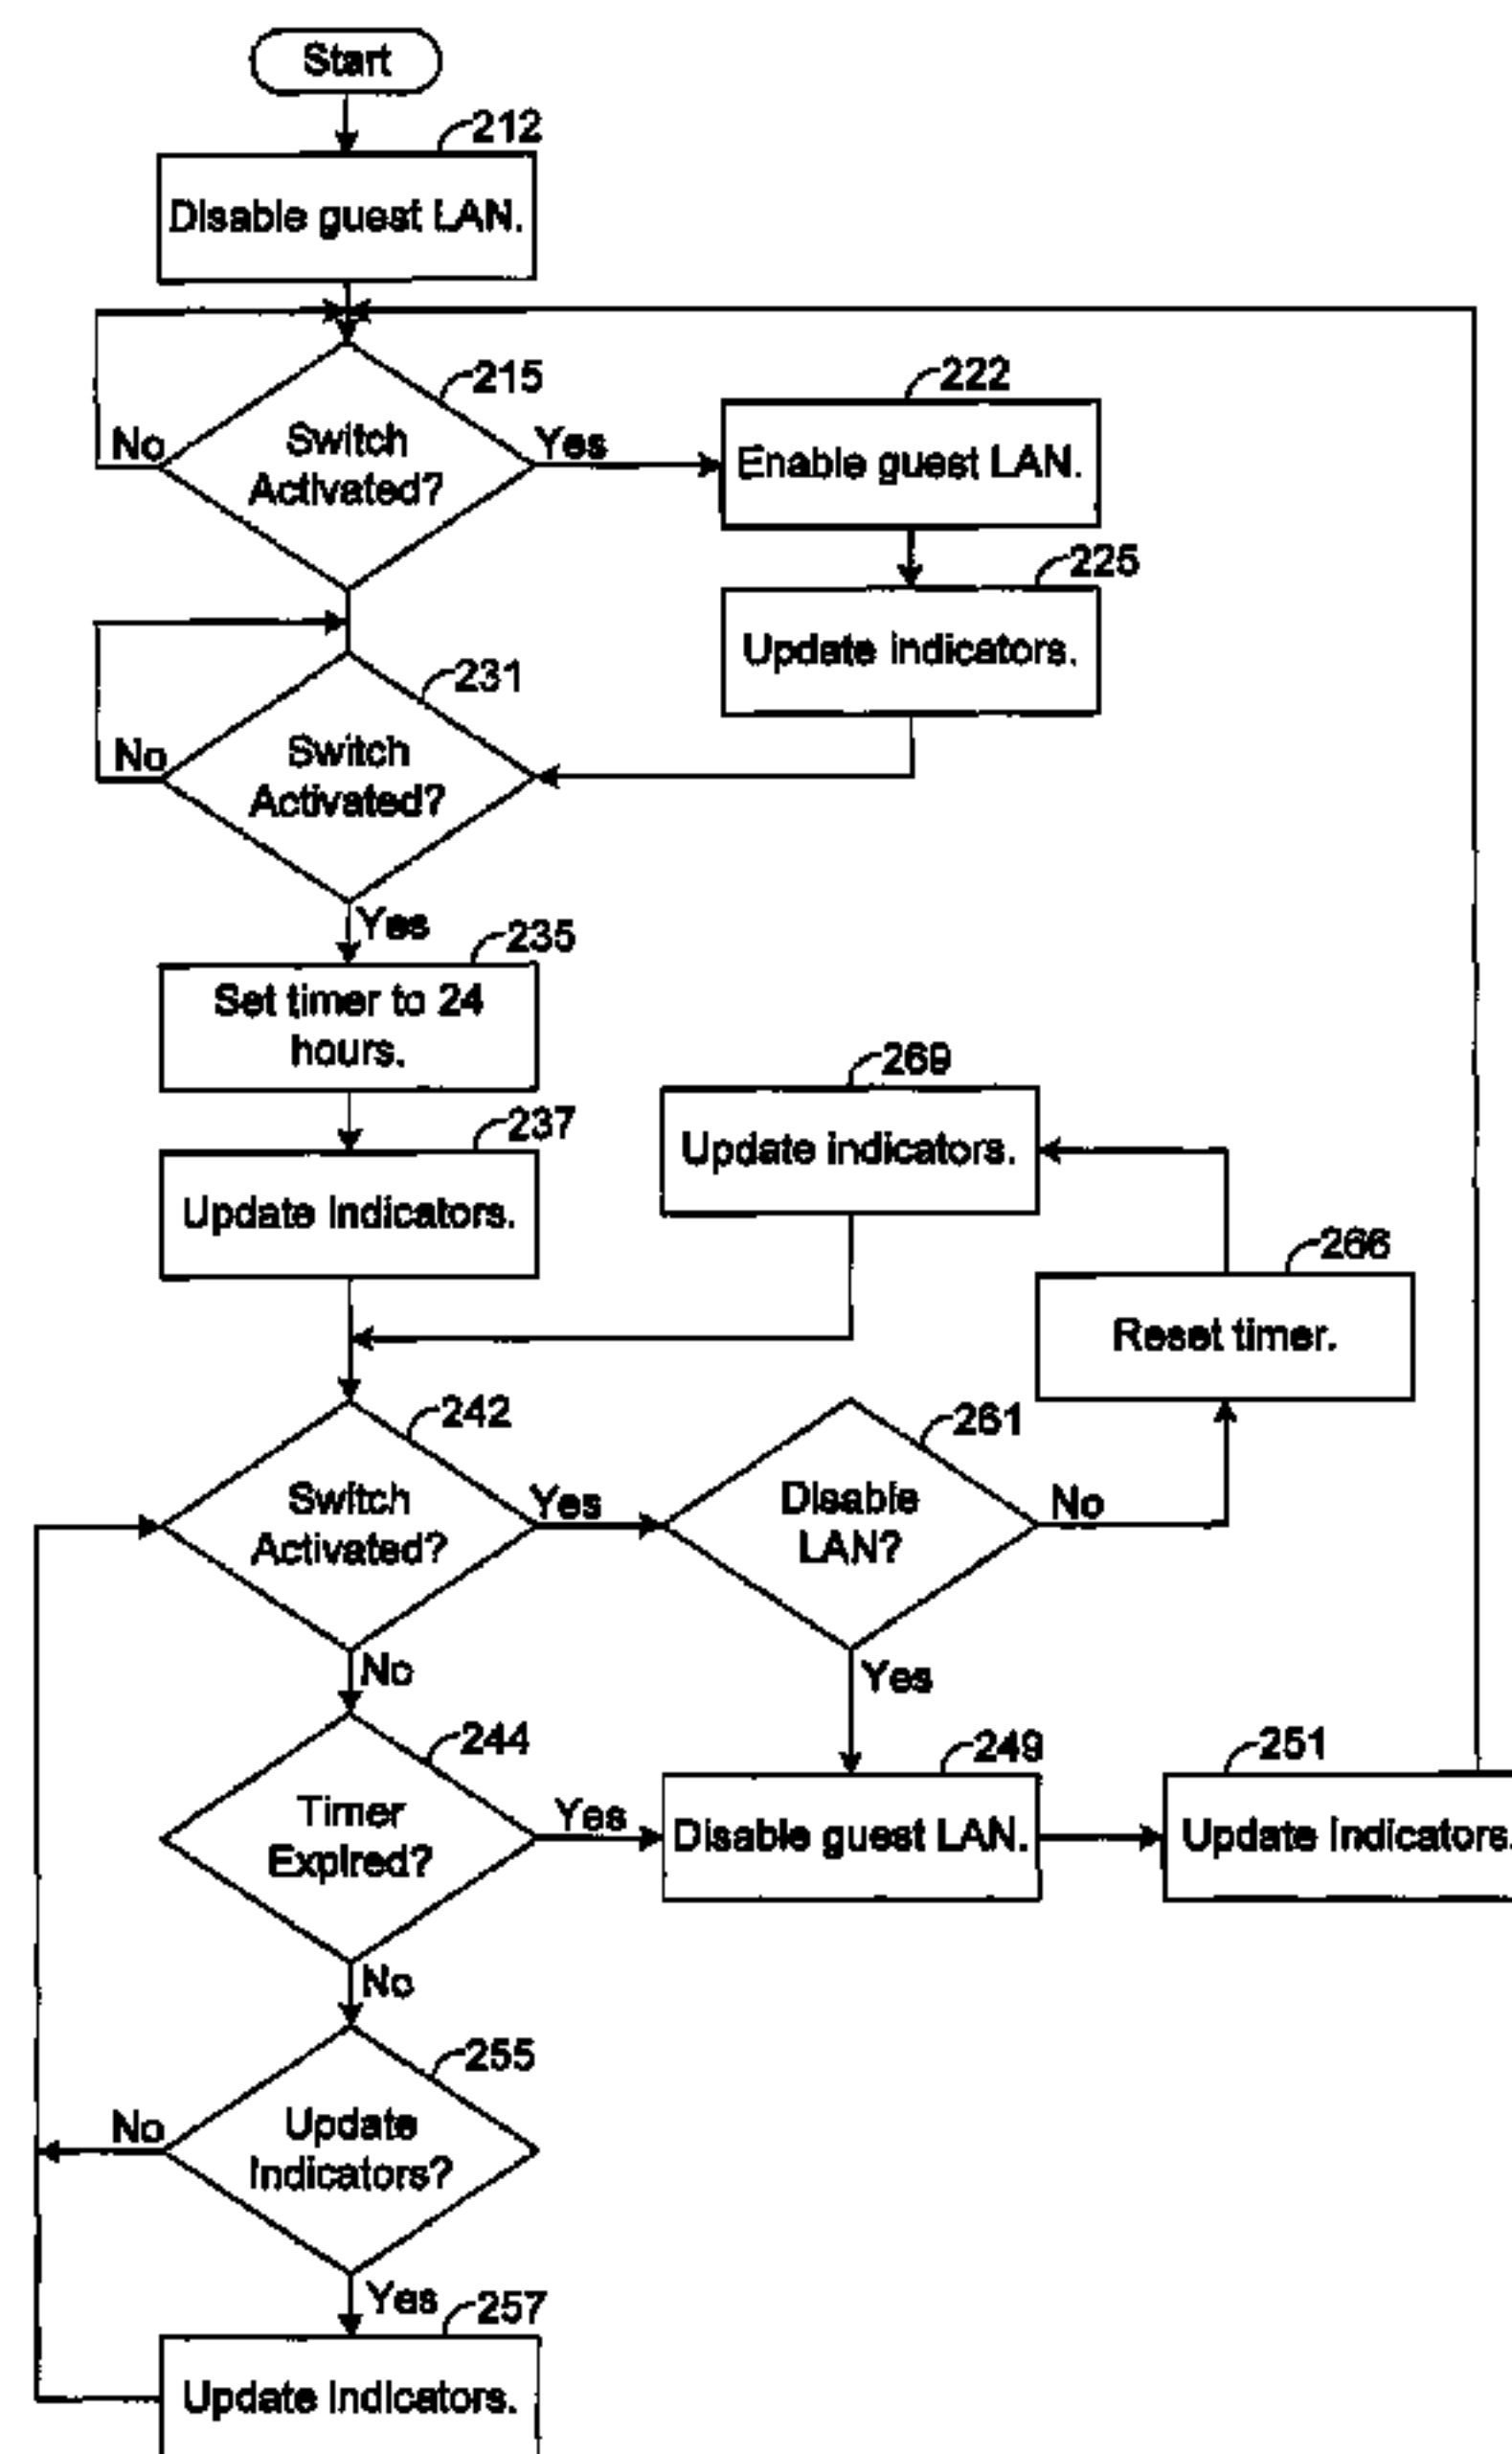 Start
212
Disable guest LAN.
215
Switch
Activated?
No
Yes
222
Enable guest LAN.
225
Update indicators.
231
Switch
Activated?
No
Yes
235
Set timer to 24
hours.
237
Update indicators.
269
Update indicators.
266
Reset timer.
242
Switch
Activated?
Yes
No
261
Disable
LAN?
No
Yes
244
Timer
Expired?
Yes
No
249
Disable guest LAN.
251
Update indicators.
255
Update
Indicators?
No
Yes
257
Update indicators.